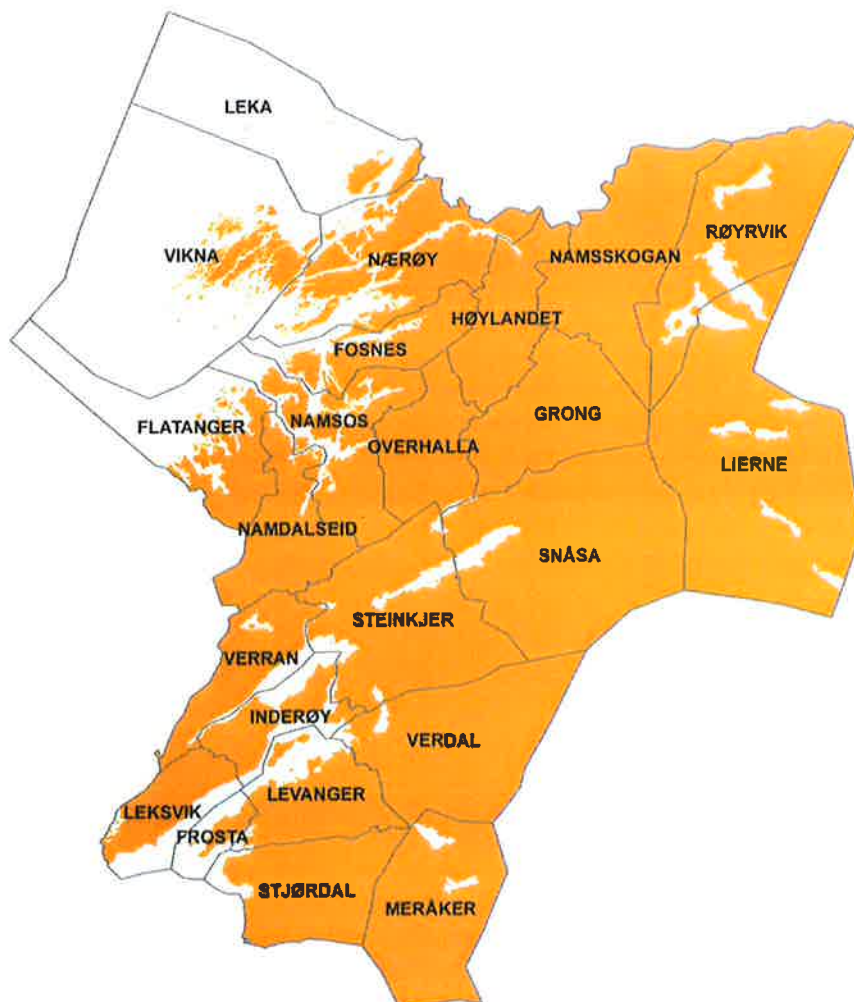 LEKA
RØYRVIK
VIKNA
NÆRØY
NAMSSKOGAN
HØYLANDET
FOSNES
GRONG
NAMSOS
FLATANGER
OVERHALLA
LIERNE
NAMDALSEID
SNÅSA
STEINKJER
VERRAN
INDERØY
VERDAL
LEVANGER
LEKSVIK
FROSTA
STJØRDAL
MERÅKER